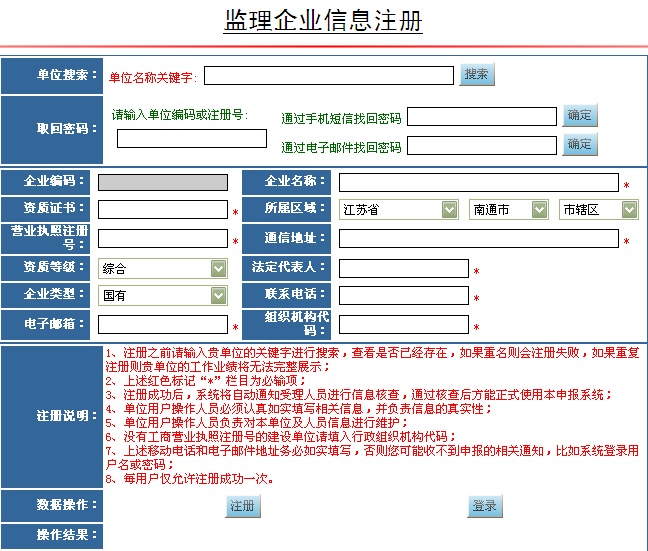 监理企业信息注册
单位搜索： 单位名称关键字: 搜索
取回密码： 请输入单位编码或注册号: 通过手机短信找回密码 确定
通过电子邮件找回密码 确定
企业编码： 企业名称： *
资质证书： * 所属区域： 江苏省 南通市 市辖区
营业执照注册号： * 通信地址： *
资质等级： 综合 法定代表人： *
企业类型： 国有 联系电话： *
电子邮箱： * 组织机构代码： *
注册说明：
1、注册之前请输入贵单位的关键字进行搜索，查看是否已经存在，如果重名则会注册失败，如果重复
注册则贵单位的工作业绩将无法完整展示；
2、上述红色标记“*”栏目为必输项；
3、注册成功后，系统将自动通知受理人员进行信息核查，通过核查后方能正式使用本申报系统；
4、单位用户操作人员必须认真如实填写相关信息，并负责信息的真实性；
5、单位用户操作人员负责对本单位及人员信息进行维护；
6、没有工商营业执照注册号的建设单位请填入行政组织机构代码；
7、上述移动电话和电子邮件地址务必如实填写，否则您可能收不到申报的相关通知，比如系统登录用
户名或密码；
8、每用户仅允许注册成功一次。
数据操作： 注册 登录
操作结果：